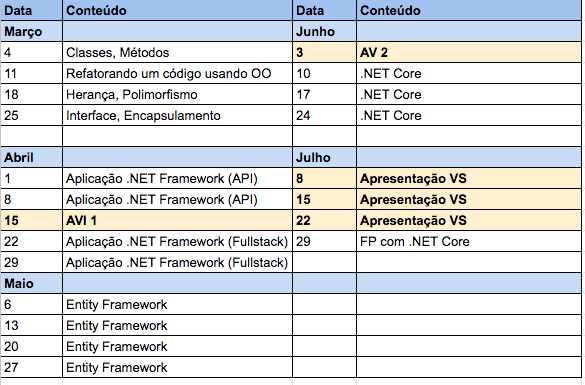 Data Conteúdo Data Conteúdo
Março Junho
4 Classes, Métodos 3 AV 2
11 Refatorando um código usando OO 10 .NET Core
18 Herança, Polimorfismo 17 .NET Core
25 Interface, Encapsulamento 24 .NET Core
Abril Julho
1 Aplicação .NET Framework (API) 8 Apresentação VS
8 Aplicação .NET Framework (API) 15 Apresentação VS
15 AVI 1 22 Apresentação VS
22 Aplicação .NET Framework (Fullstack) 29 FP com .NET Core
29 Aplicação .NET Framework (Fullstack)
Maio
6 Entity Framework
13 Entity Framework
20 Entity Framework
27 Entity Framework